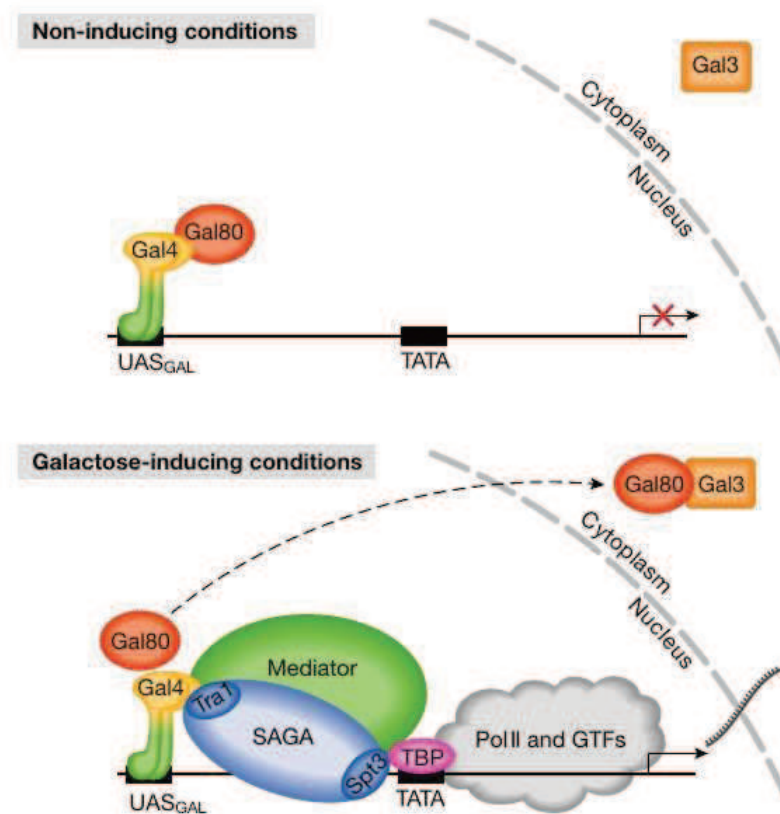 Non-inducing conditions
Gal3
Cytoplasm
Nucleus
Gal80
Gal4
UASGAL
TATA
Galactose-inducing conditions
Gal80
Gal3
Cytoplasm
Nucleus
Gal80
Mediator
Gal4
Tra1
SAGA
Spt3
TBP
PolII and GTFs
UASGAL
TATA